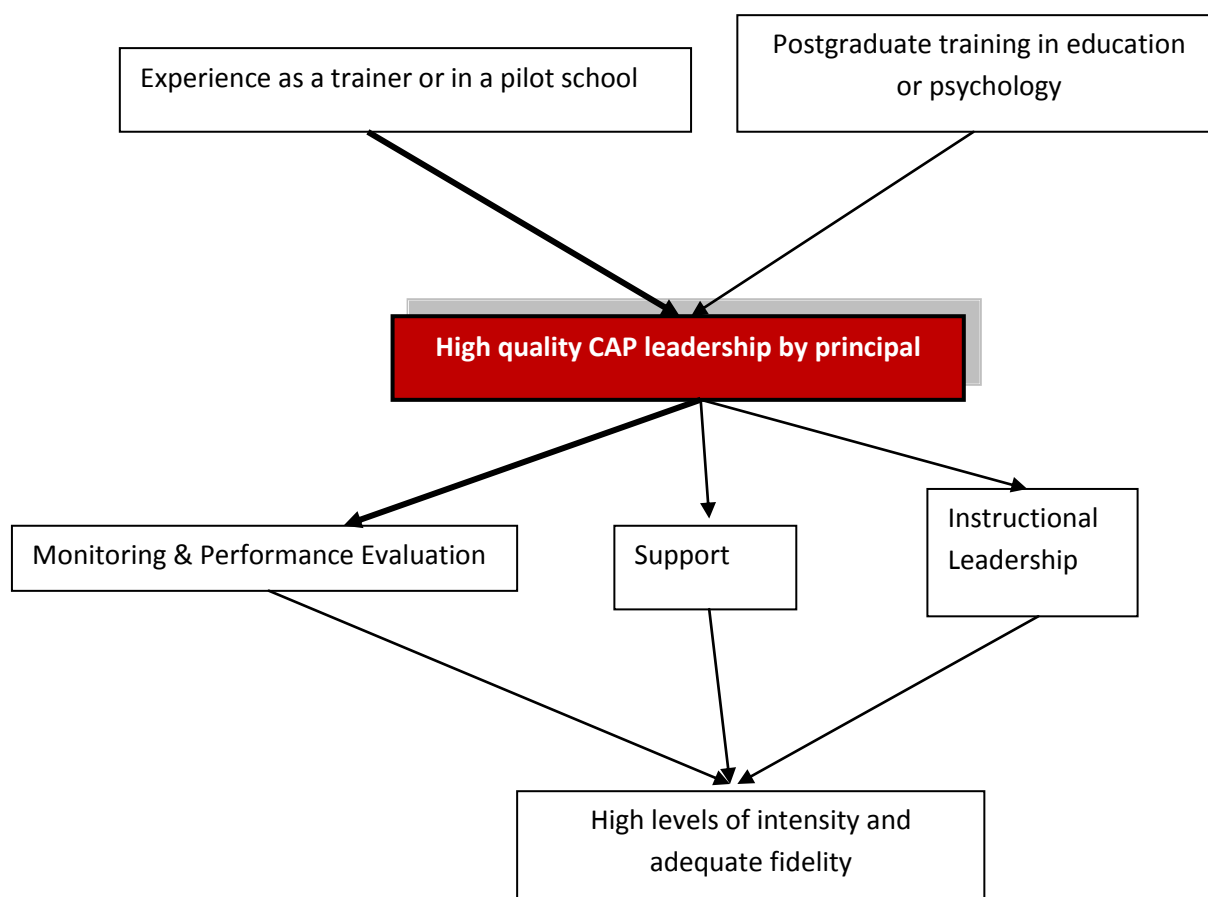 Experience as a trainer or in a pilot school
Postgraduate training in education
or psychology
High quality CAP leadership by principal
Monitoring & Performance Evaluation
Support
Instructional
Leadership
High levels of intensity and
adequate fidelity